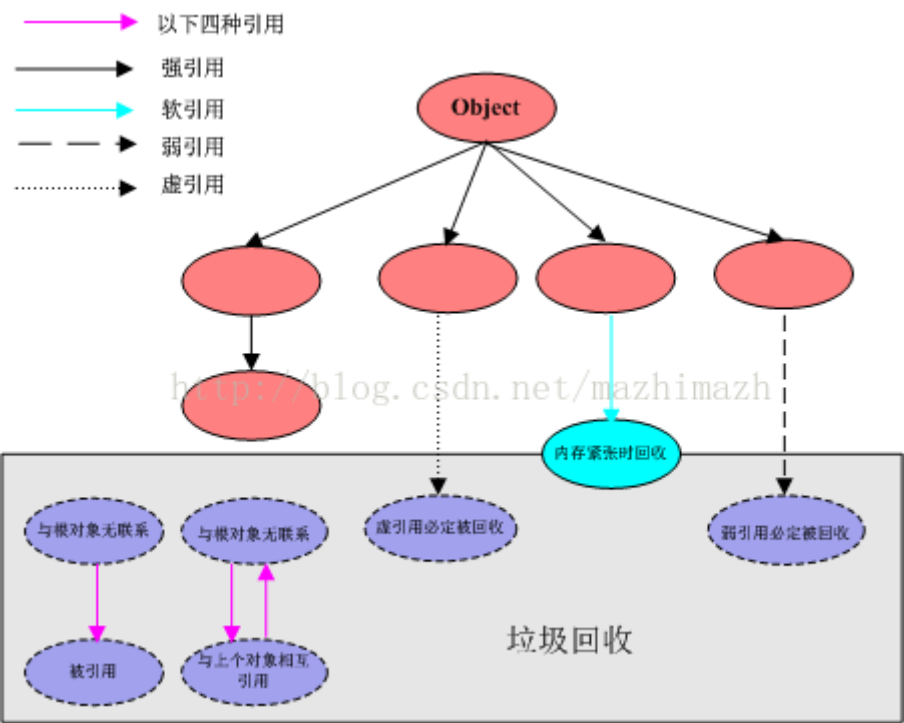 以下四种引用
强引用
软引用
弱引用
虚引用
Object
http://blog.csdn.net/mazhimazh
内存紧张时回收
与根对象无联系
与根对象无联系
虚引用必定被回收
弱引用必定被回收
被引用
与上个对象相互
引用
垃圾回收